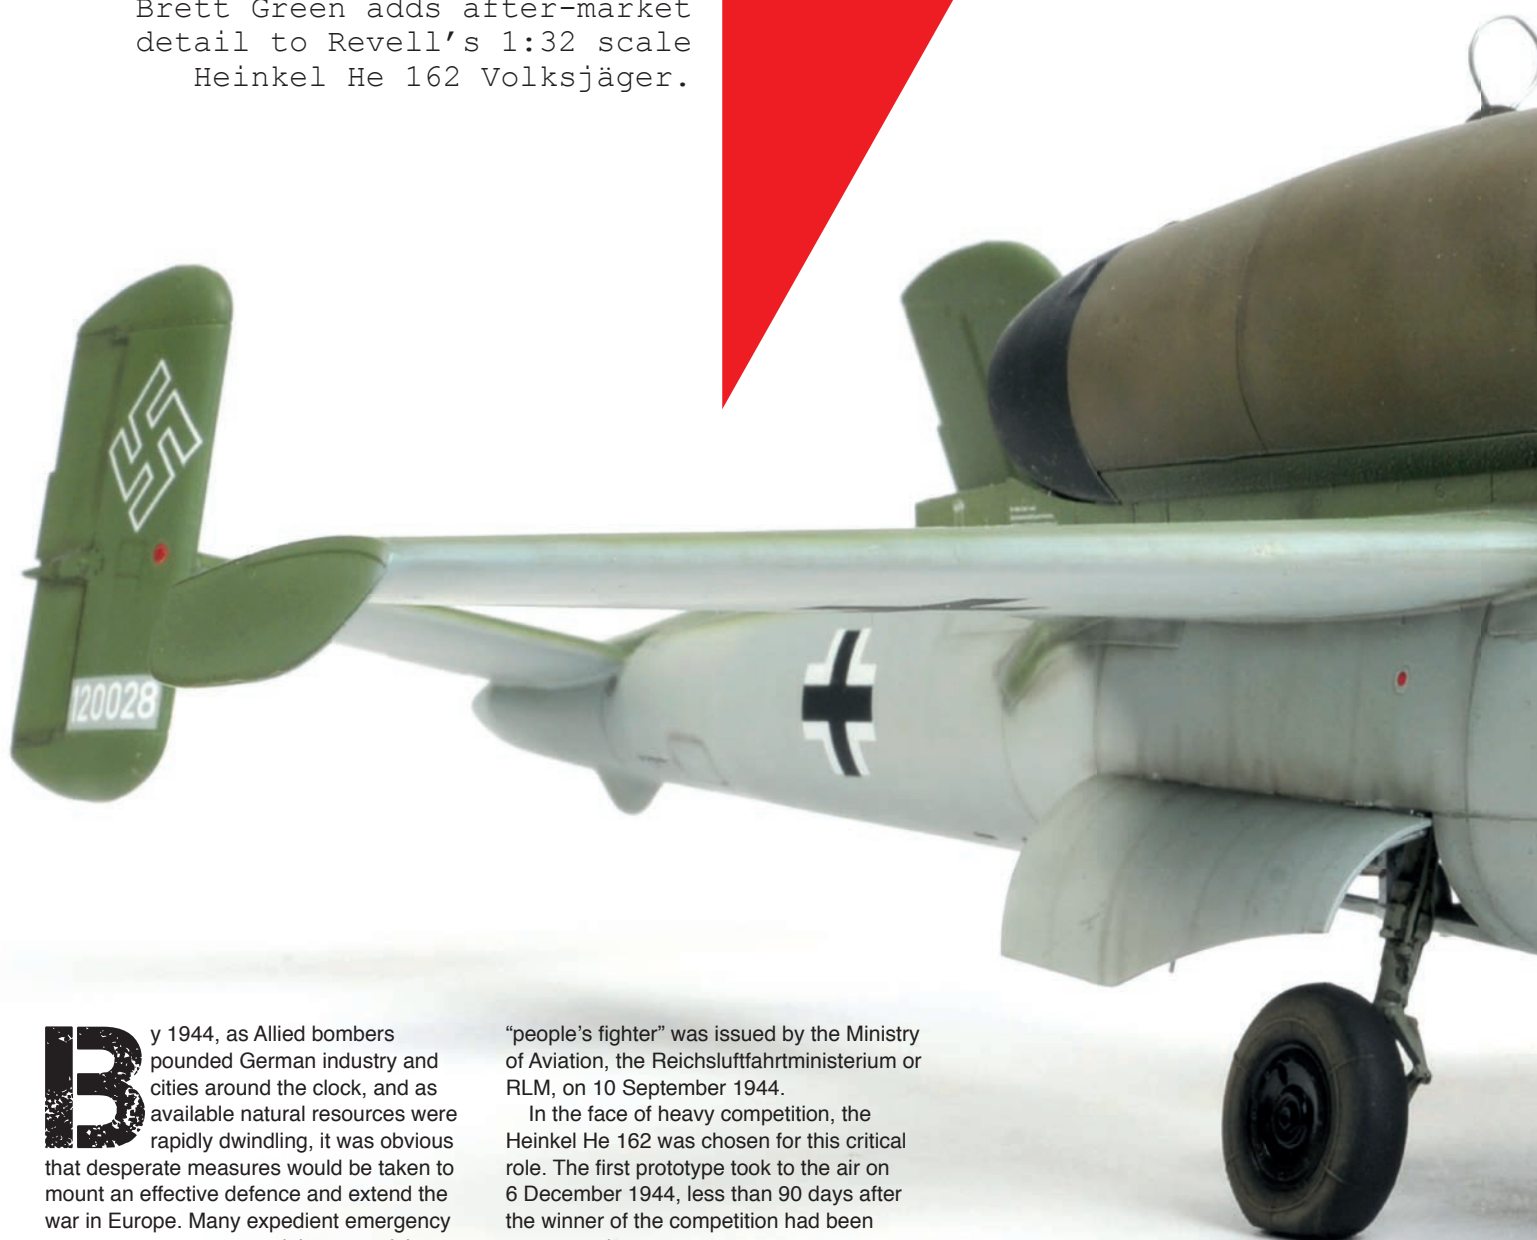 Brett Green adds after-market
detail to Revell's 1:32 scale
Heinkel He 162 Volksjäger.
120028
By 1944, as Allied bombers
pounded German industry and
cities around the clock, and as
available natural resources were
rapidly dwindling, it was obvious
that desperate measures would be taken to
mount an effective defence and extend the
war in Europe. Many expedient emergency
“people’s fighter” was issued by the Ministry
of Aviation, the Reichsluftfahrtministerium or
RLM, on 10 September 1944.
In the face of heavy competition, the
Heinkel He 162 was chosen for this critical
role. The first prototype took to the air on
6 December 1944, less than 90 days after
the winner of the competition had been